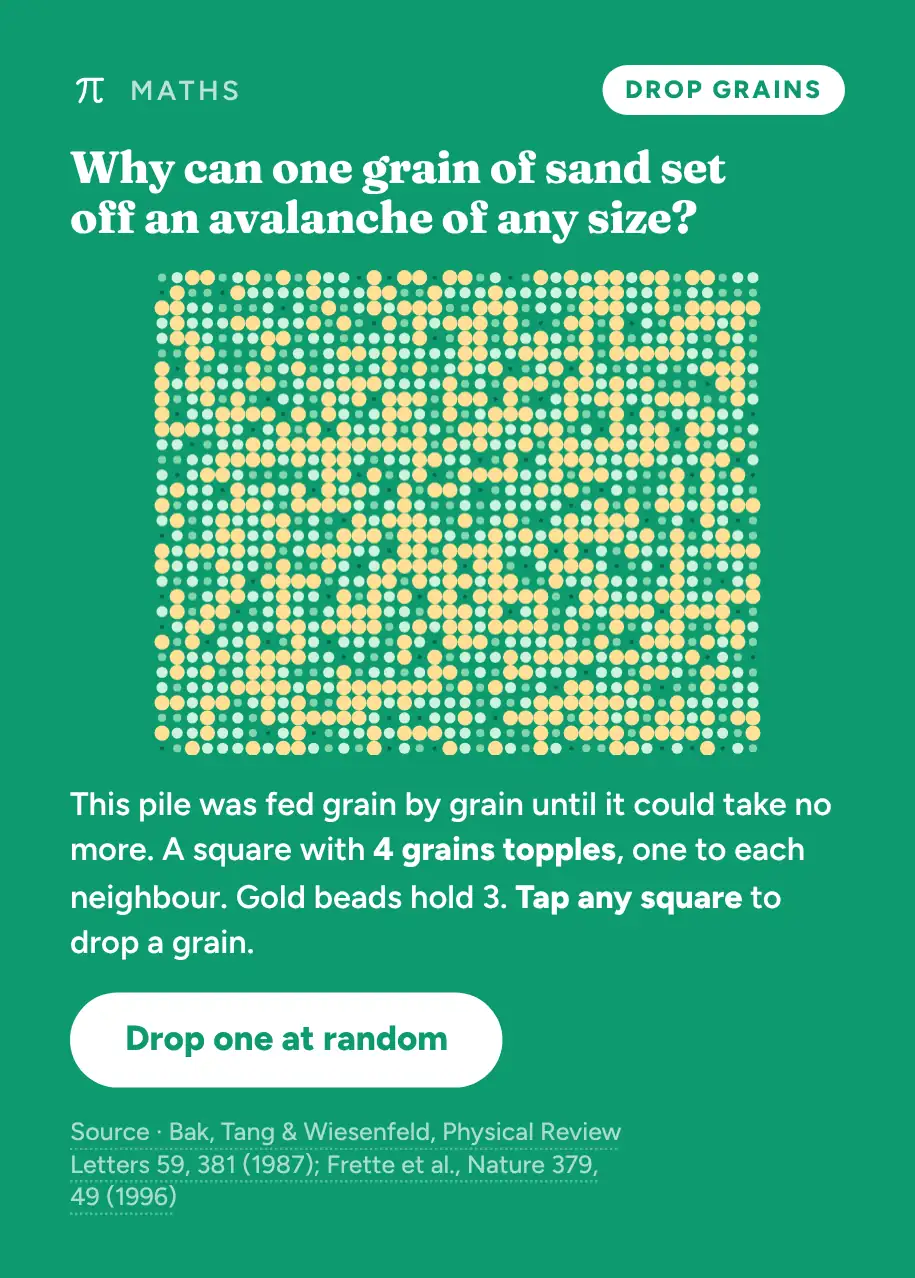 π MATHS
DROP GRAINS
Why can one grain of sand set
off an avalanche of any size?
This pile was fed grain by grain until it could take no
more. A square with 4 grains topples, one to each
neighbour. Gold beads hold 3. Tap any square to
drop a grain.
Drop one at random
Source · Bak, Tang & Wiesenfeld, Physical Review
Letters 59, 381 (1987); Frette et al., Nature 379,
49 (1996)